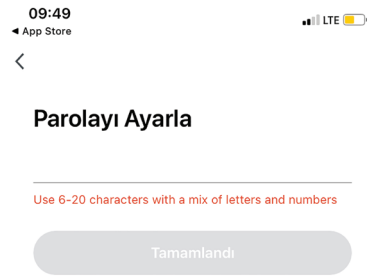 09:49
LTE
◀ App Store
Parolayı Ayarla
Use 6-20 characters with a mix of letters and numbers
Tamamlandı